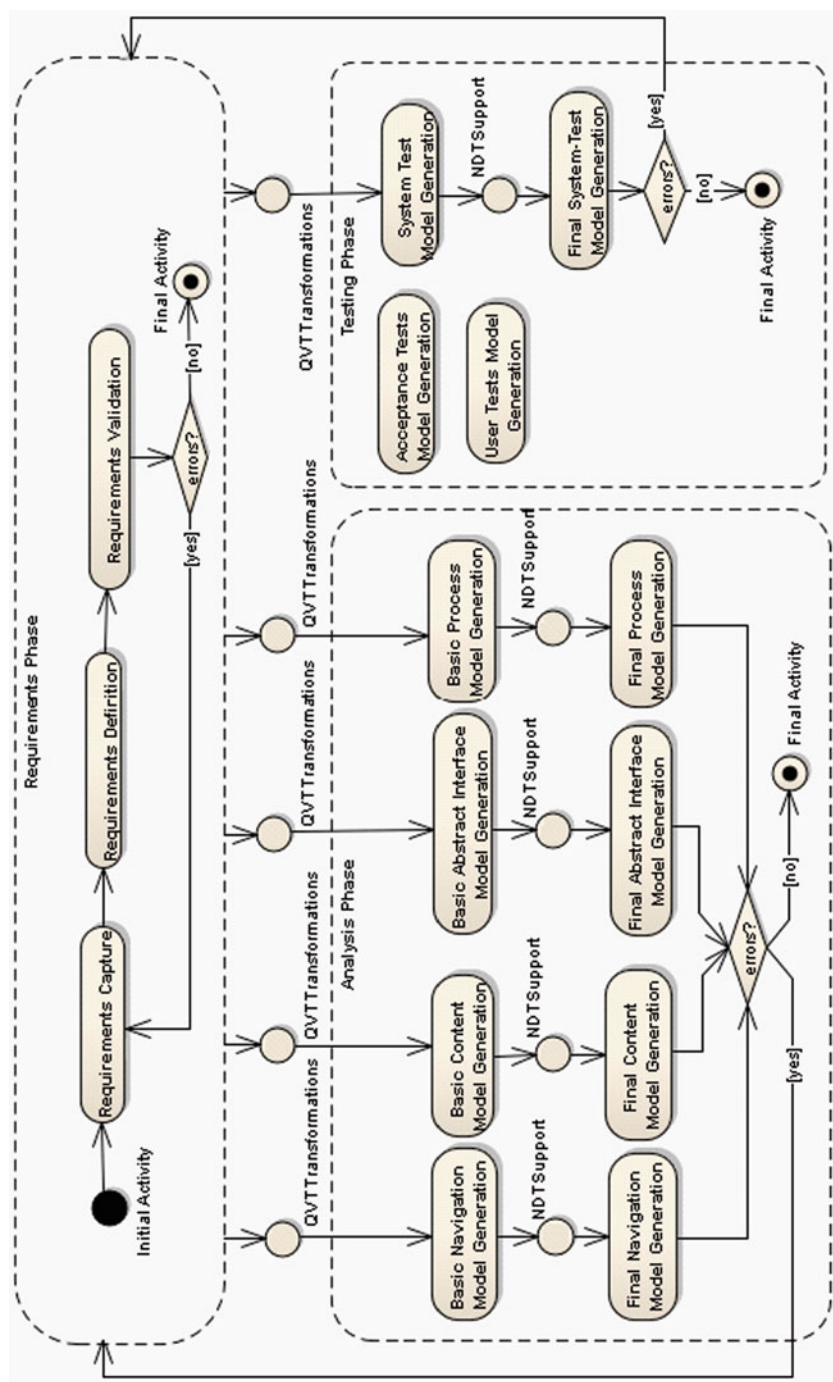 Requirements Phase
Initial Activity
Requirements Capture
Requirements Definition
Requirements Validation
errors?
[yes]
[no]
Final Activity
QVTTransformations
QVTTransformations
QVTTransformations
QVTTransformations
QVTTransformations
Analysis Phase
Basic Navigation
Model Generation
Basic Content
Model Generation
Basic Abstract Interface
Model Generation
Basic Process
Model Generation
NDTSupport
NDTSupport
NDTSupport
NDTSupport
Final Navigation
Model Generation
Final Content
Model Generation
Final Abstract Interface
Model Generation
Final Process
Model Generation
errors?
[yes]
[no]
Final Activity
Testing Phase
Acceptance Tests
Model Generation
User Tests Model
Generation
System Test
Model Generation
NDTSupport
Final System-Test
Model Generation
errors?
[yes]
[no]
Final Activity